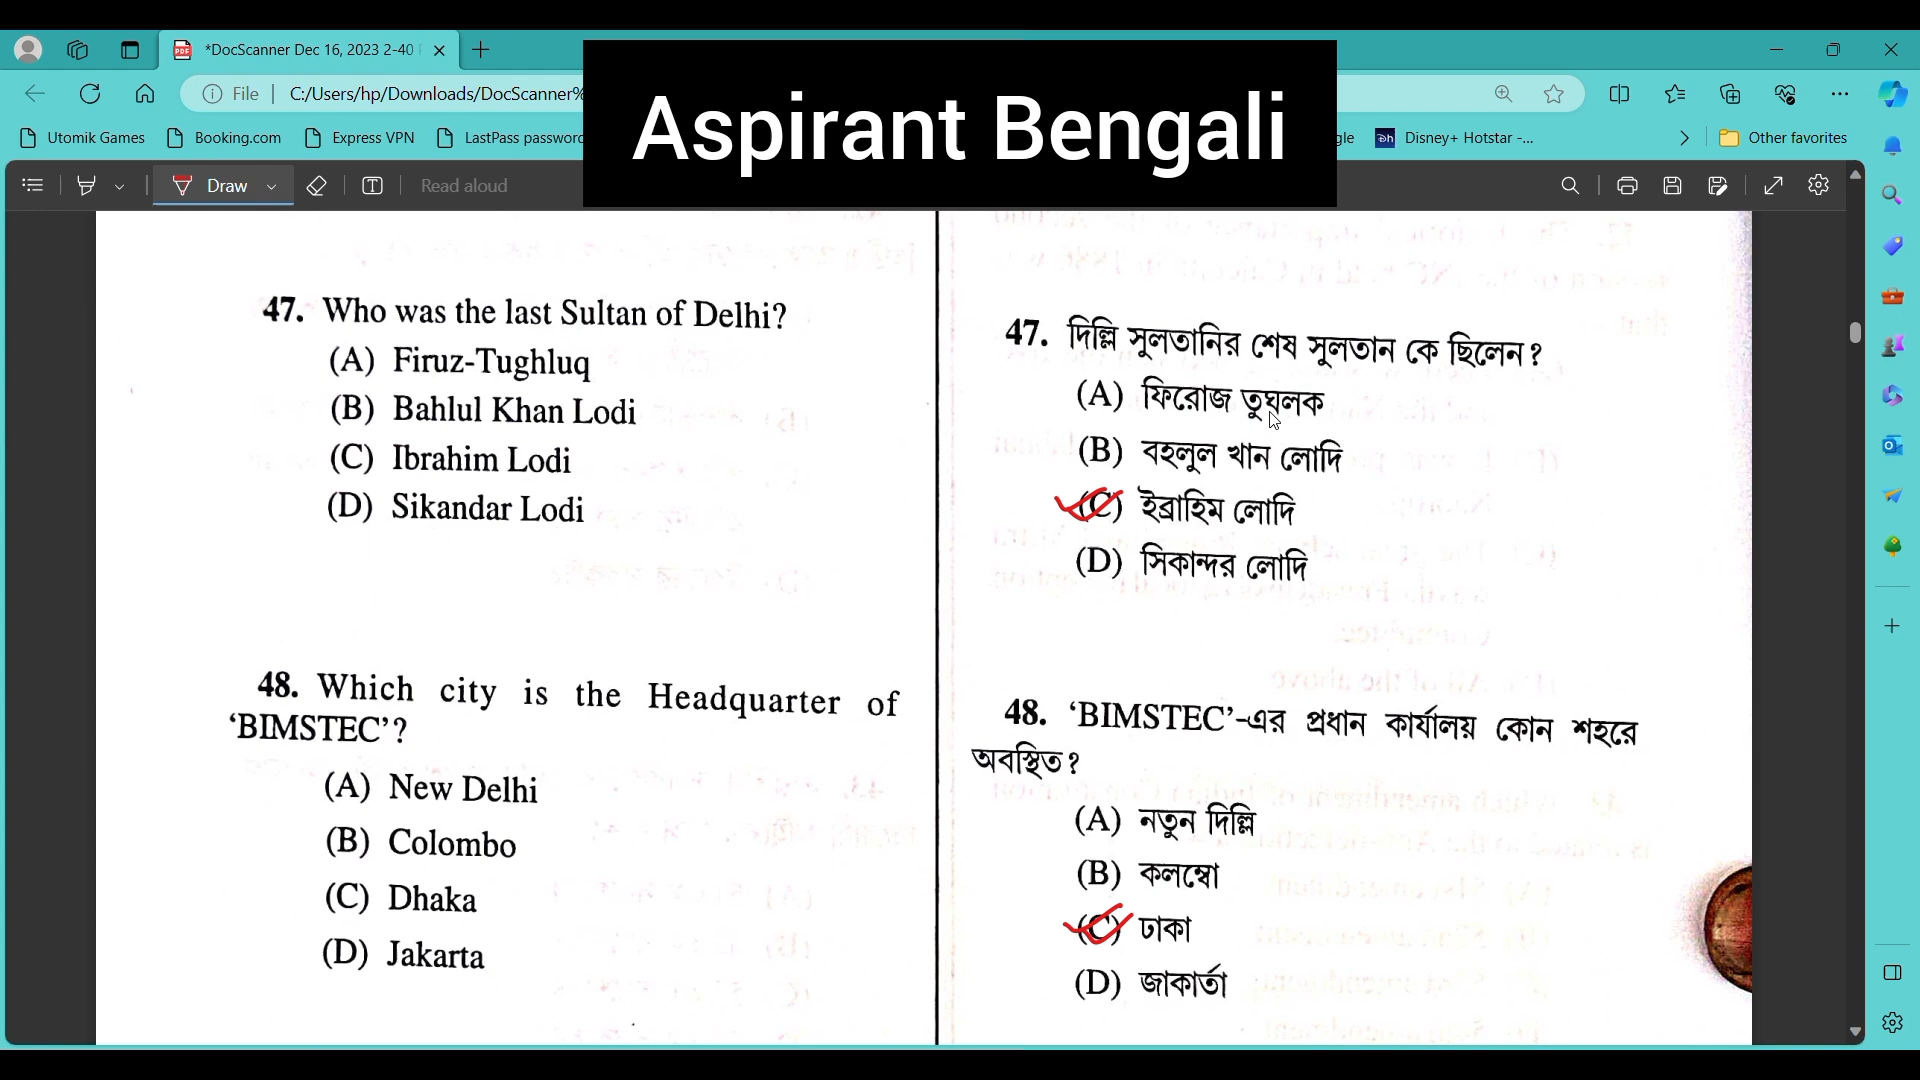 *DocScanner Dec 16, 2023 2-40
File
C:/Users/hp/Downloads/DocScanner%
Aspirant Bengali
Utomik Games
Booking.com
Express VPN
LastPass password
Disney+ Hotstar -...
Other favorites
Draw
Read aloud
47. Who was the last Sultan of Delhi?
(A) Firuz-Tughluq
(B) Bahlul Khan Lodi
(C) Ibrahim Lodi
(D) Sikandar Lodi
48. Which city is the Headquarter of
‘BIMSTEC’?
(A) New Delhi
(B) Colombo
(C) Dhaka
(D) Jakarta
47. দিল্লি সুলতানির শেষ সুলতান কে ছিলেন?
(A) ফিরোজ তুঘলক
(B) বহলুল খান লোদি
(C) ইব্রাহিম লোদি
(D) সিকান্দর লোদি
48. ‘BIMSTEC’-এর প্রধান কার্যালয় কোন শহরে
অবস্থিত?
(A) নতুন দিল্লি
(B) কলম্বো
(C) ঢাকা
(D) জাকার্তা